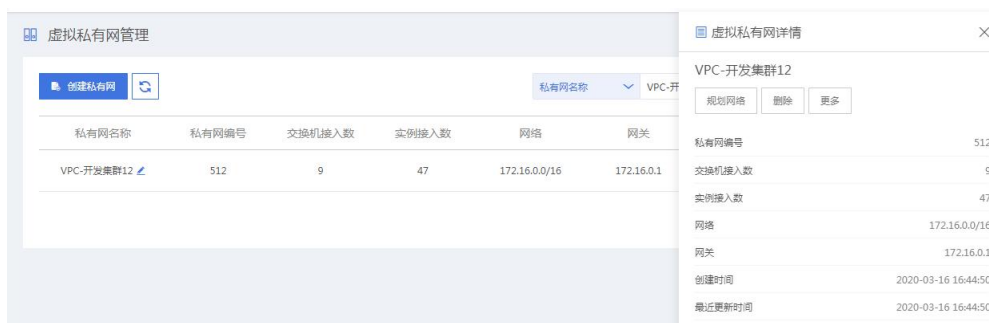 虚拟私有网管理
创建私有网
私有网名称
VPC-开
私有网名称 私有网编号 交换机接入数 实例接入数 网络 网关
VPC-开发集群12 512 9 47 172.16.0.0/16 172.16.0.1
虚拟私有网详情
VPC-开发集群12
规划网络 删除 更多
私有网编号 512
交换机接入数 9
实例接入数 47
网络 172.16.0.0/16
网关 172.16.0.1
创建时间 2020-03-16 16:44:50
最近更新时间 2020-03-16 16:44:50